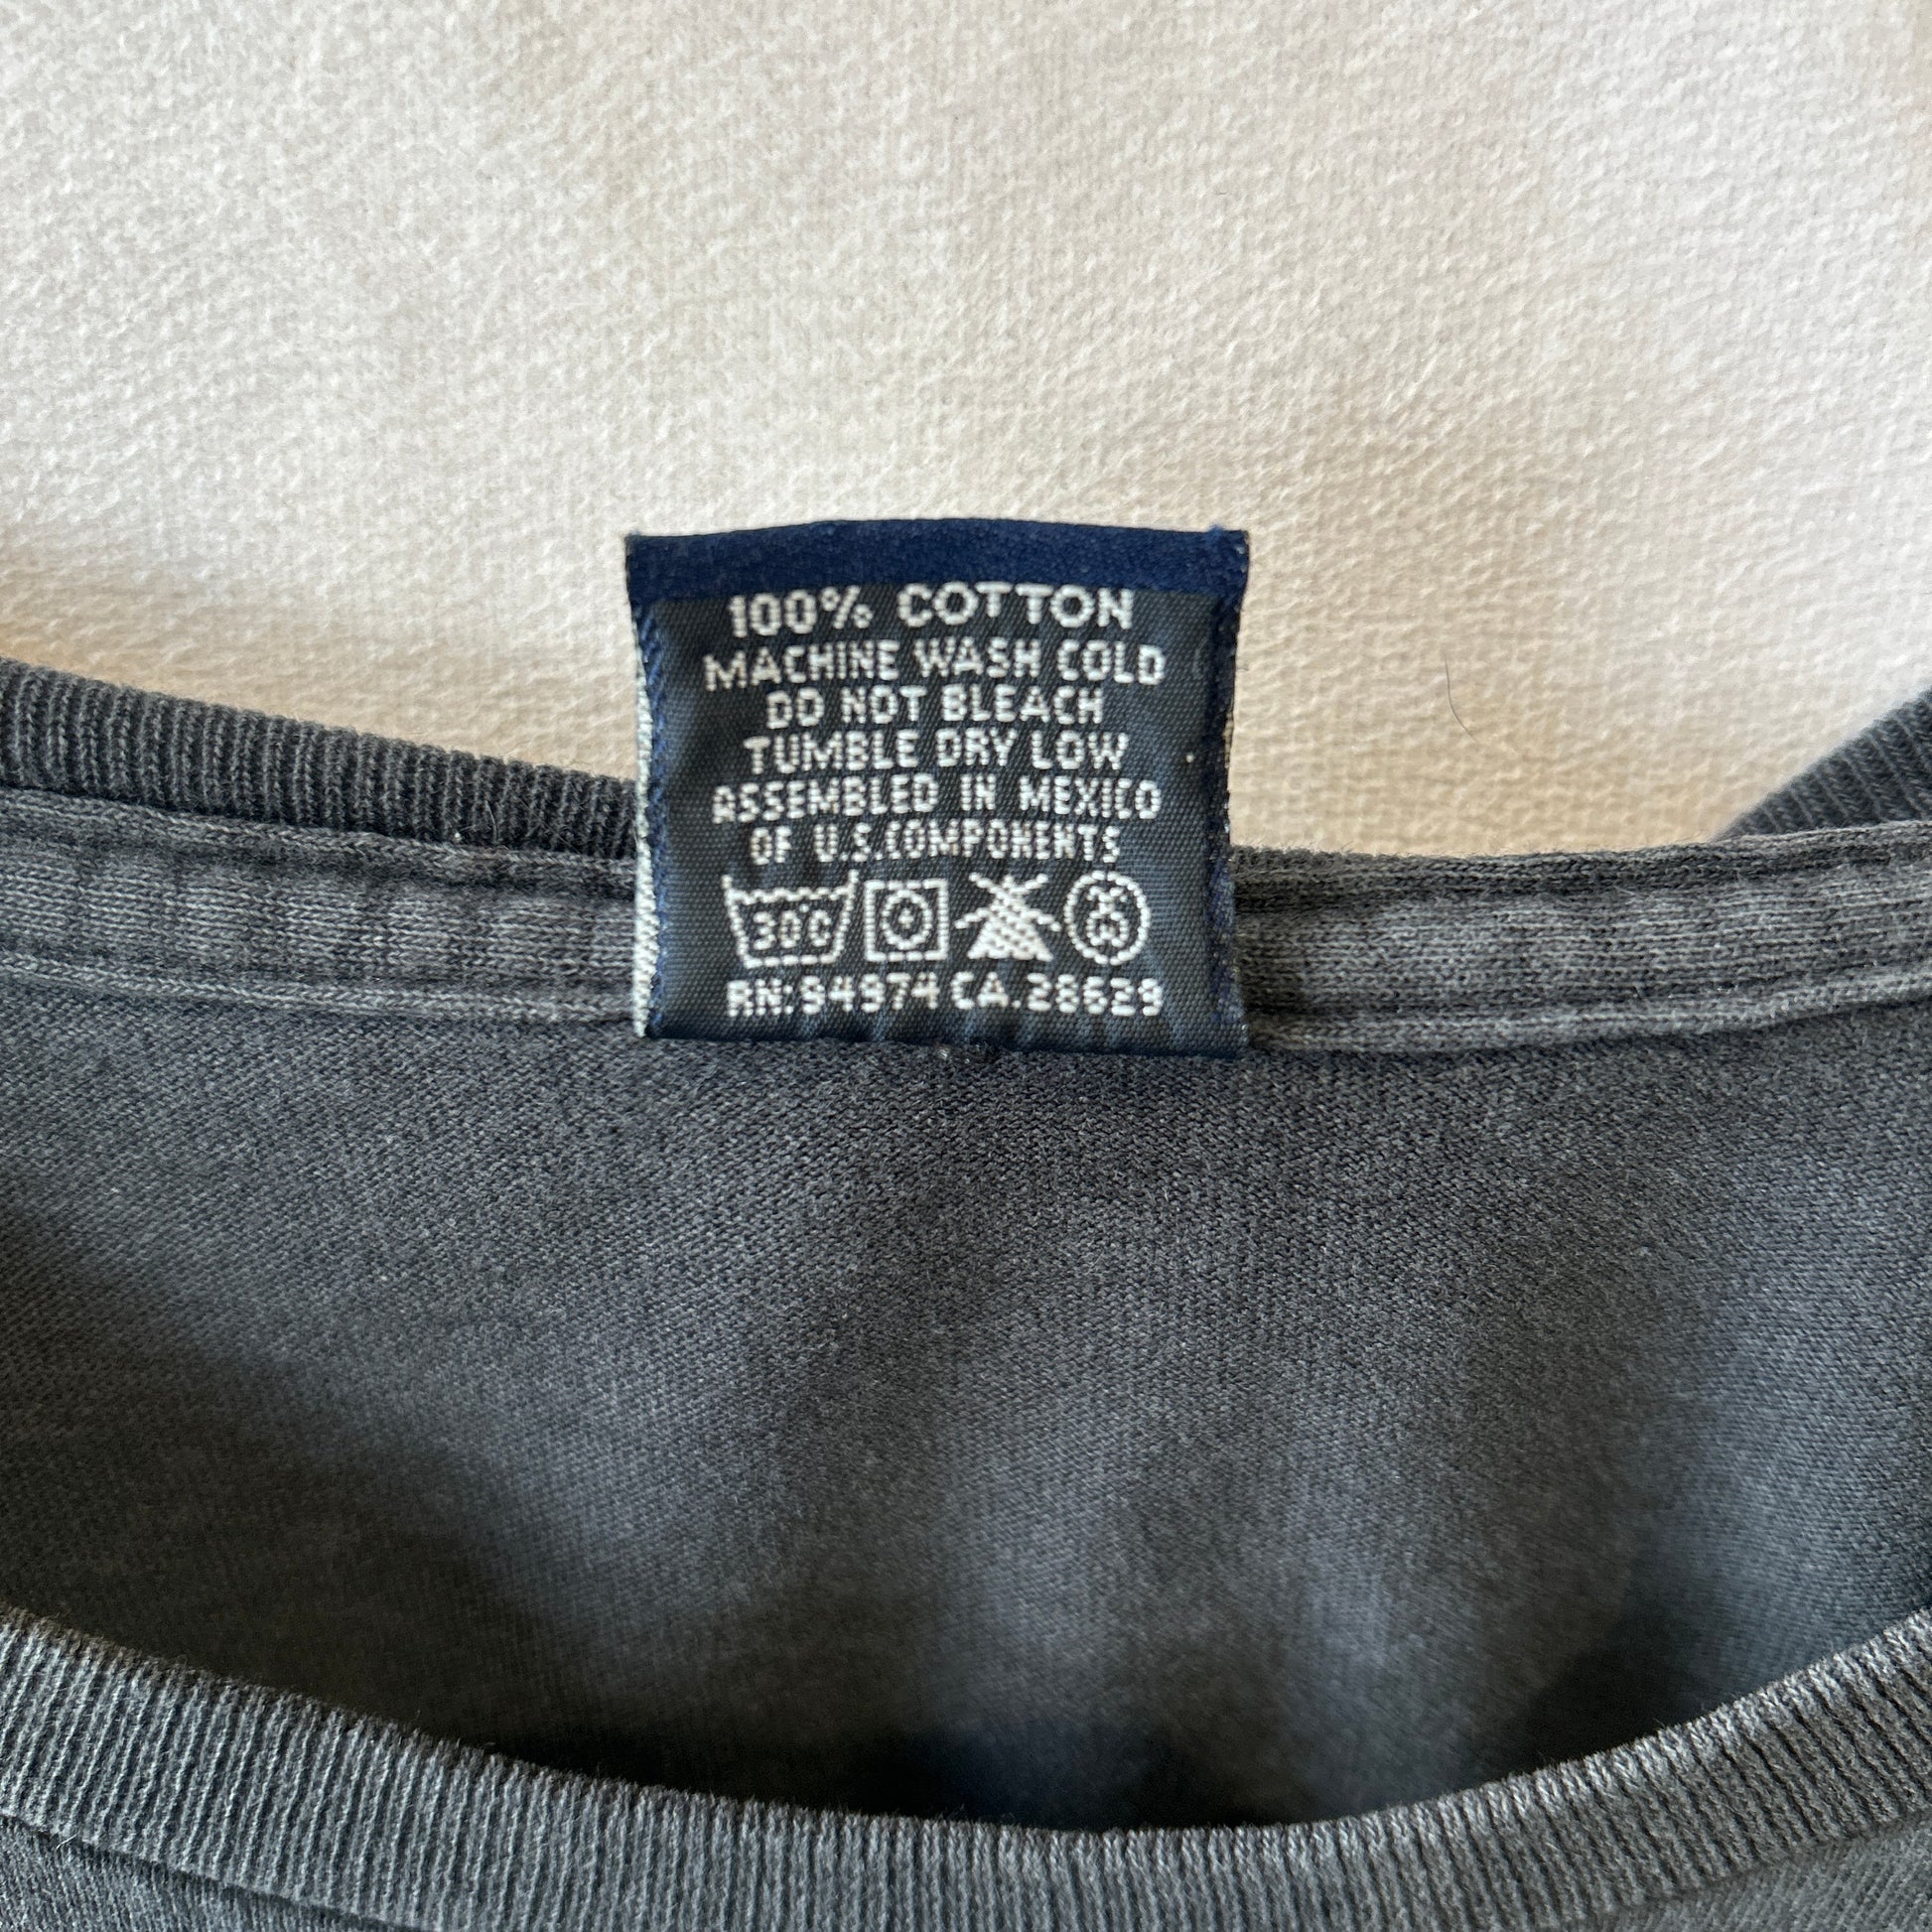 100% COTTON
MACHINE WASH COLD
DO NOT BLEACH
TUMBLE DRY LOW
ASSEMBLED IN MEXICO
OF U.S.COMPONENTS
30C
RN:94974 CA.28629